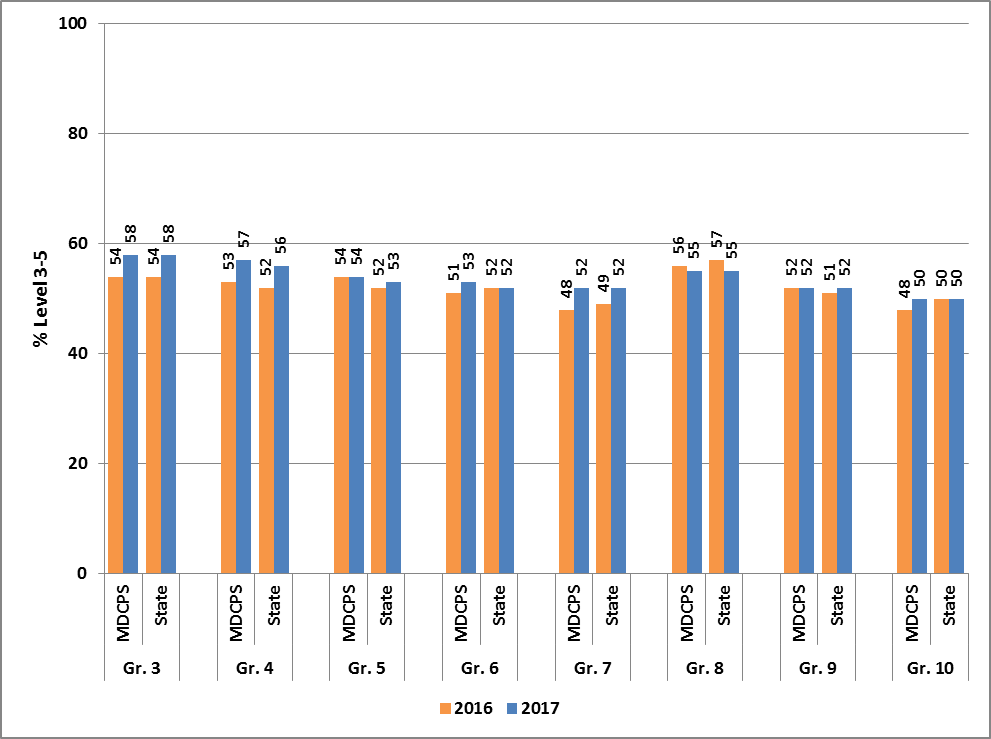 100
80
60
40
20
0
% Level 3-5
54 58 54 58 53 57 52 56 54 54 52 53 51 53 52 52 48 52 49 52 56 55 57 55 52 52 51 52 48 50 50 50
MDCPS State MDCPS State MDCPS State MDCPS State MDCPS State MDCPS State MDCPS State MDCPS State
Gr. 3 Gr. 4 Gr. 5 Gr. 6 Gr. 7 Gr. 8 Gr. 9 Gr. 10
2016 2017